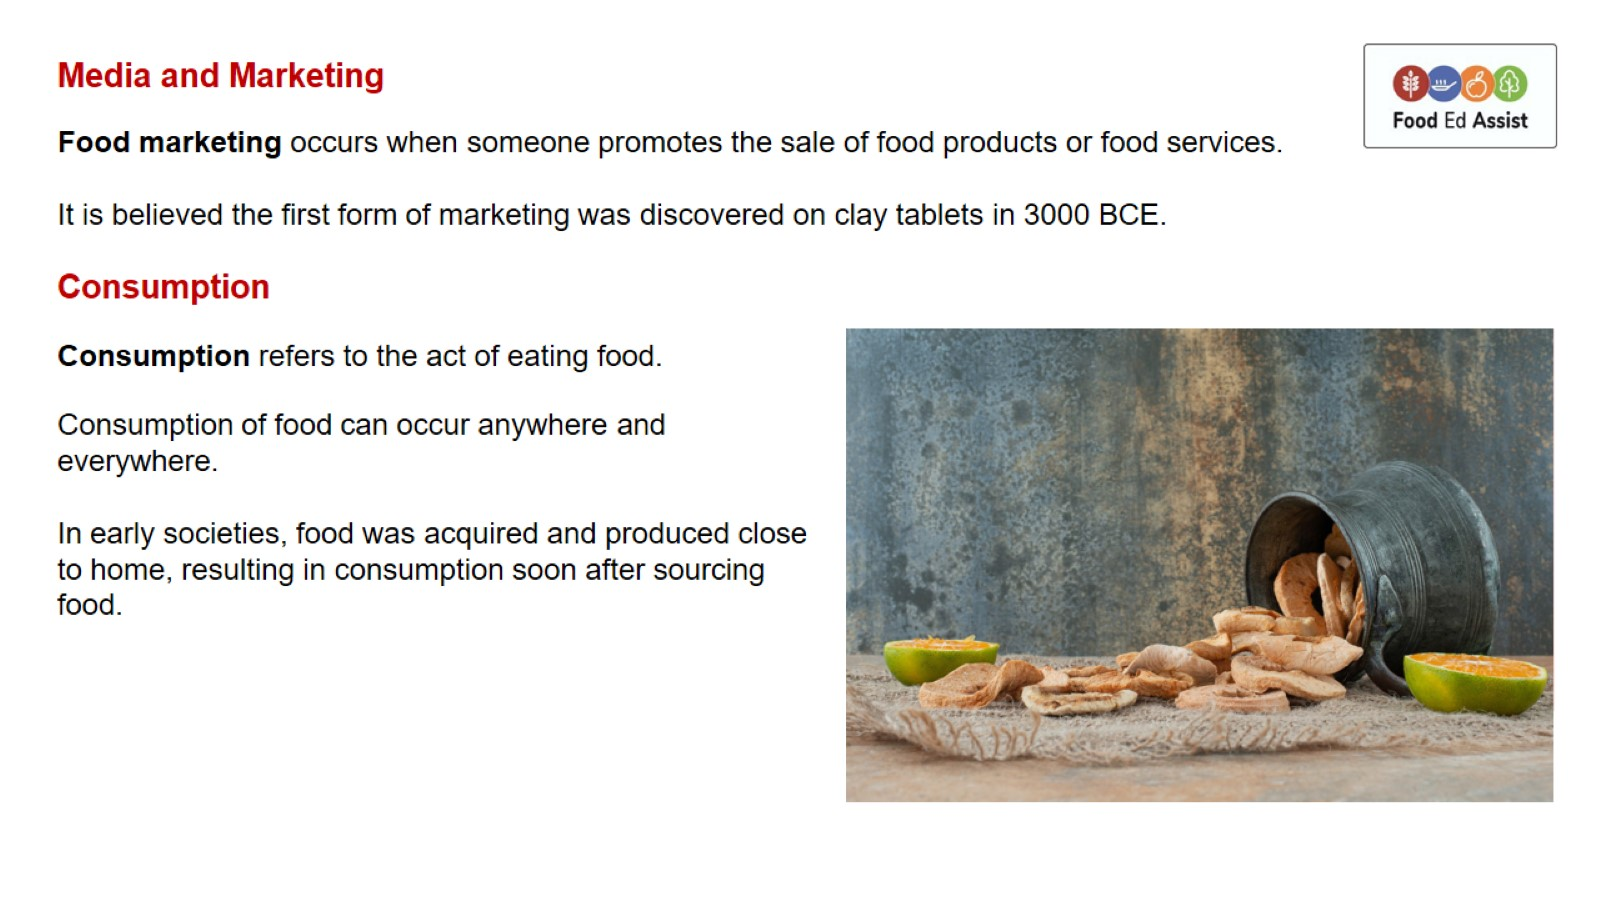 Media and Marketing
Food Ed Assist
Food marketing occurs when someone promotes the sale of food products or food services.
It is believed the first form of marketing was discovered on clay tablets in 3000 BCE.
Consumption
Consumption refers to the act of eating food.
Consumption of food can occur anywhere and
everywhere.
In early societies, food was acquired and produced close
to home, resulting in consumption soon after sourcing
food.